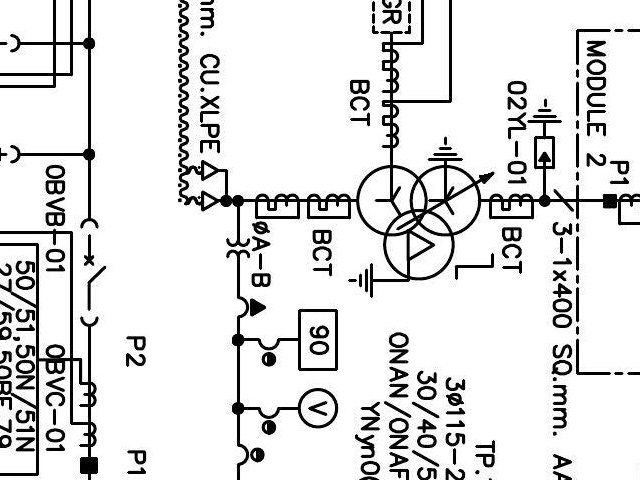 P1
MODULE 2
3-1x400 SQ.mm. AA
02YL-01
BCT
TP.
3ø115-2
30/40/5
ONAN/ONAF
YNyn0
GR
BCT
BCT
90
V
øA-B
mm. CU.XLPE
P2
P1
0BVB-01
0BVC-01
50/51,50N/51N
27/59,50BF,79